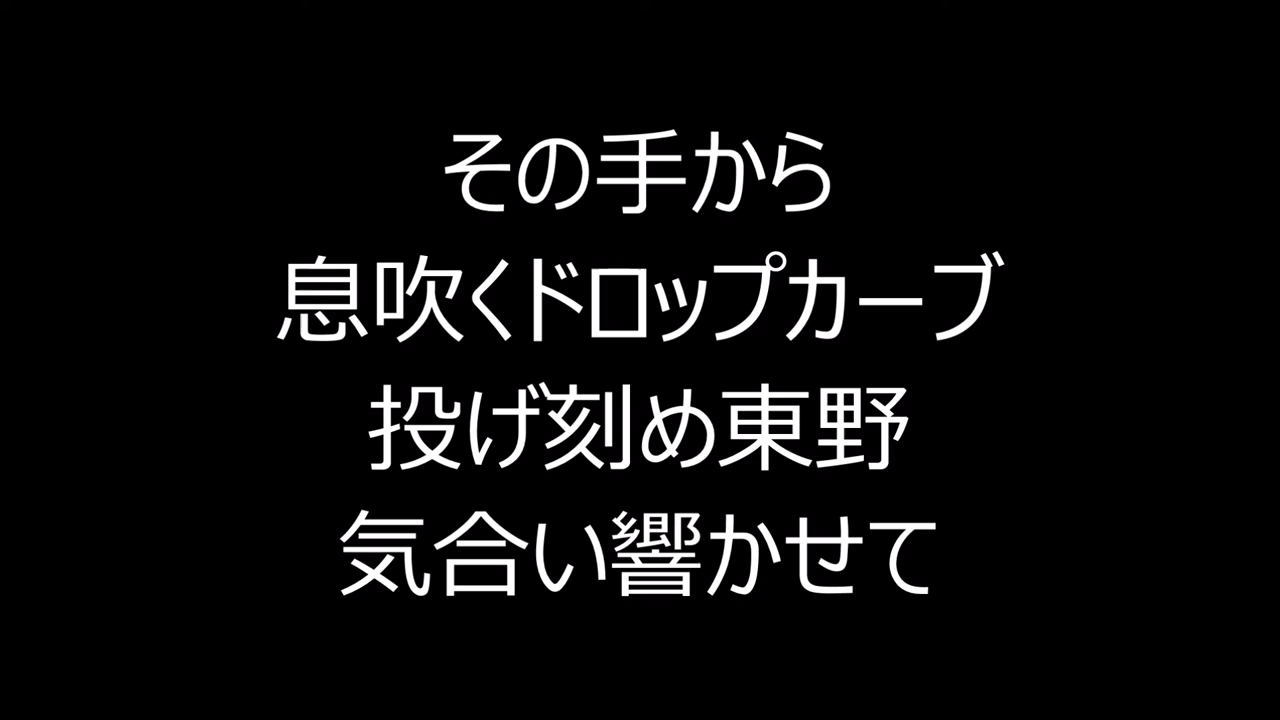 その手から
息吹くドロップカーブ
投げ刻め東野
気合い響かせて